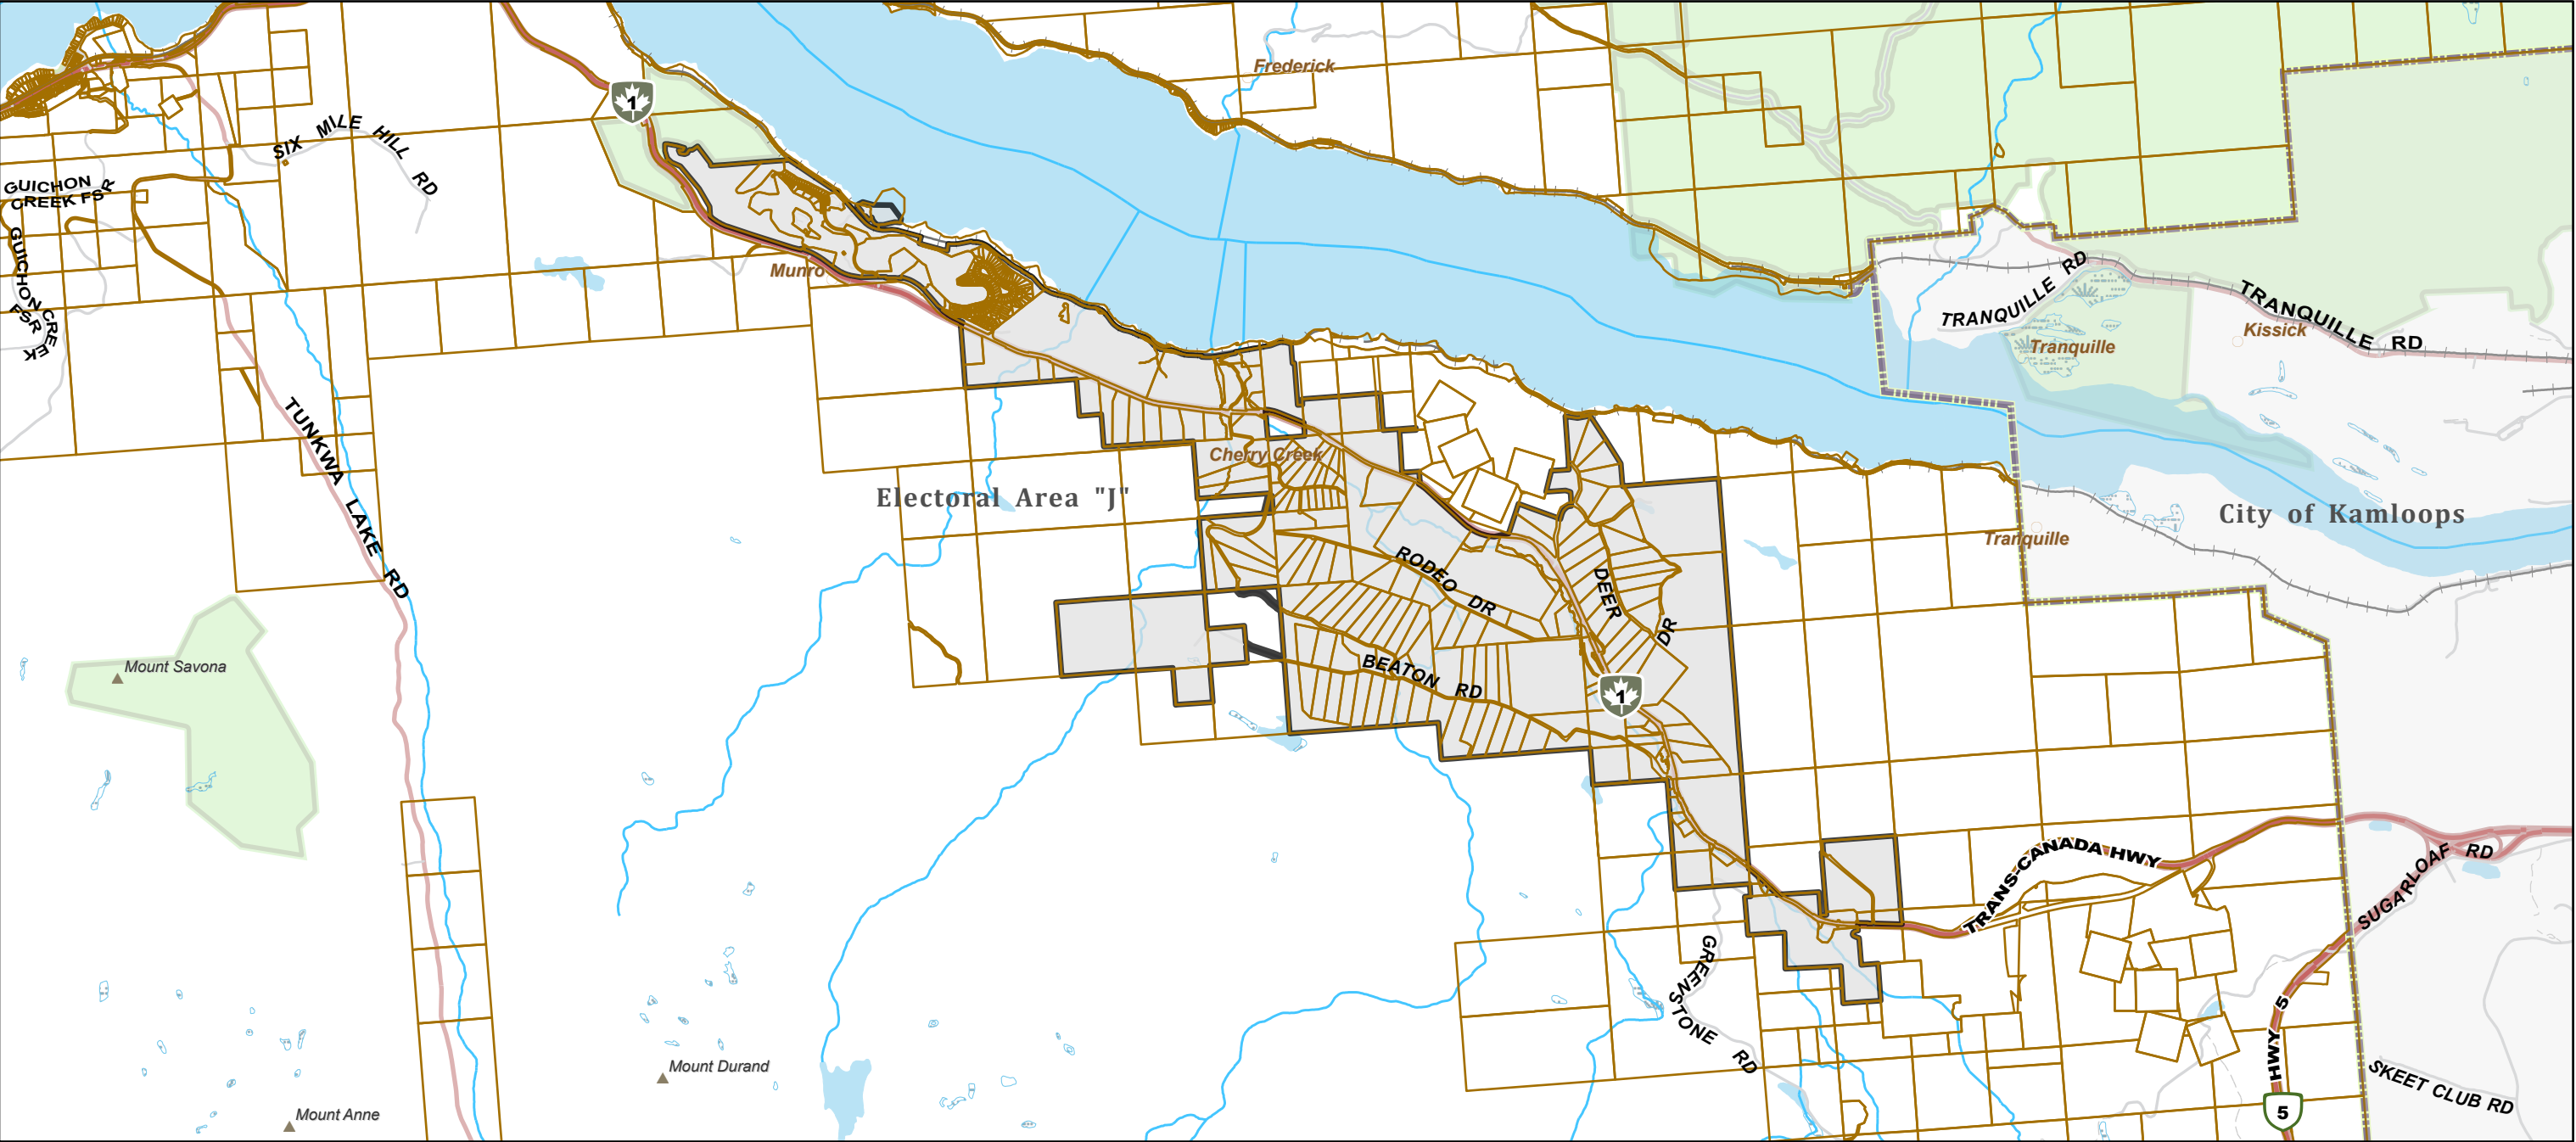 Frederick
1
SIX MILE HILL RD
GUICHON
CREEK FSR
GUICHON CREEK
FSR
Munro
TRANQUILLE RD
TRANQUILLE RD
Kissick
Tranquille
TUNKWA LAKE RD
Cherry Creek
Electoral Area "J"
City of Kamloops
Tranquille
RODEO DR
DEER DR
BEATON RD
Mount Savona
1
TRANS-CANADA HWY
SUGARLOAF RD
GREENSTONE RD
HWY 5
Mount Durand
SKEET CLUB RD
5
Mount Anne